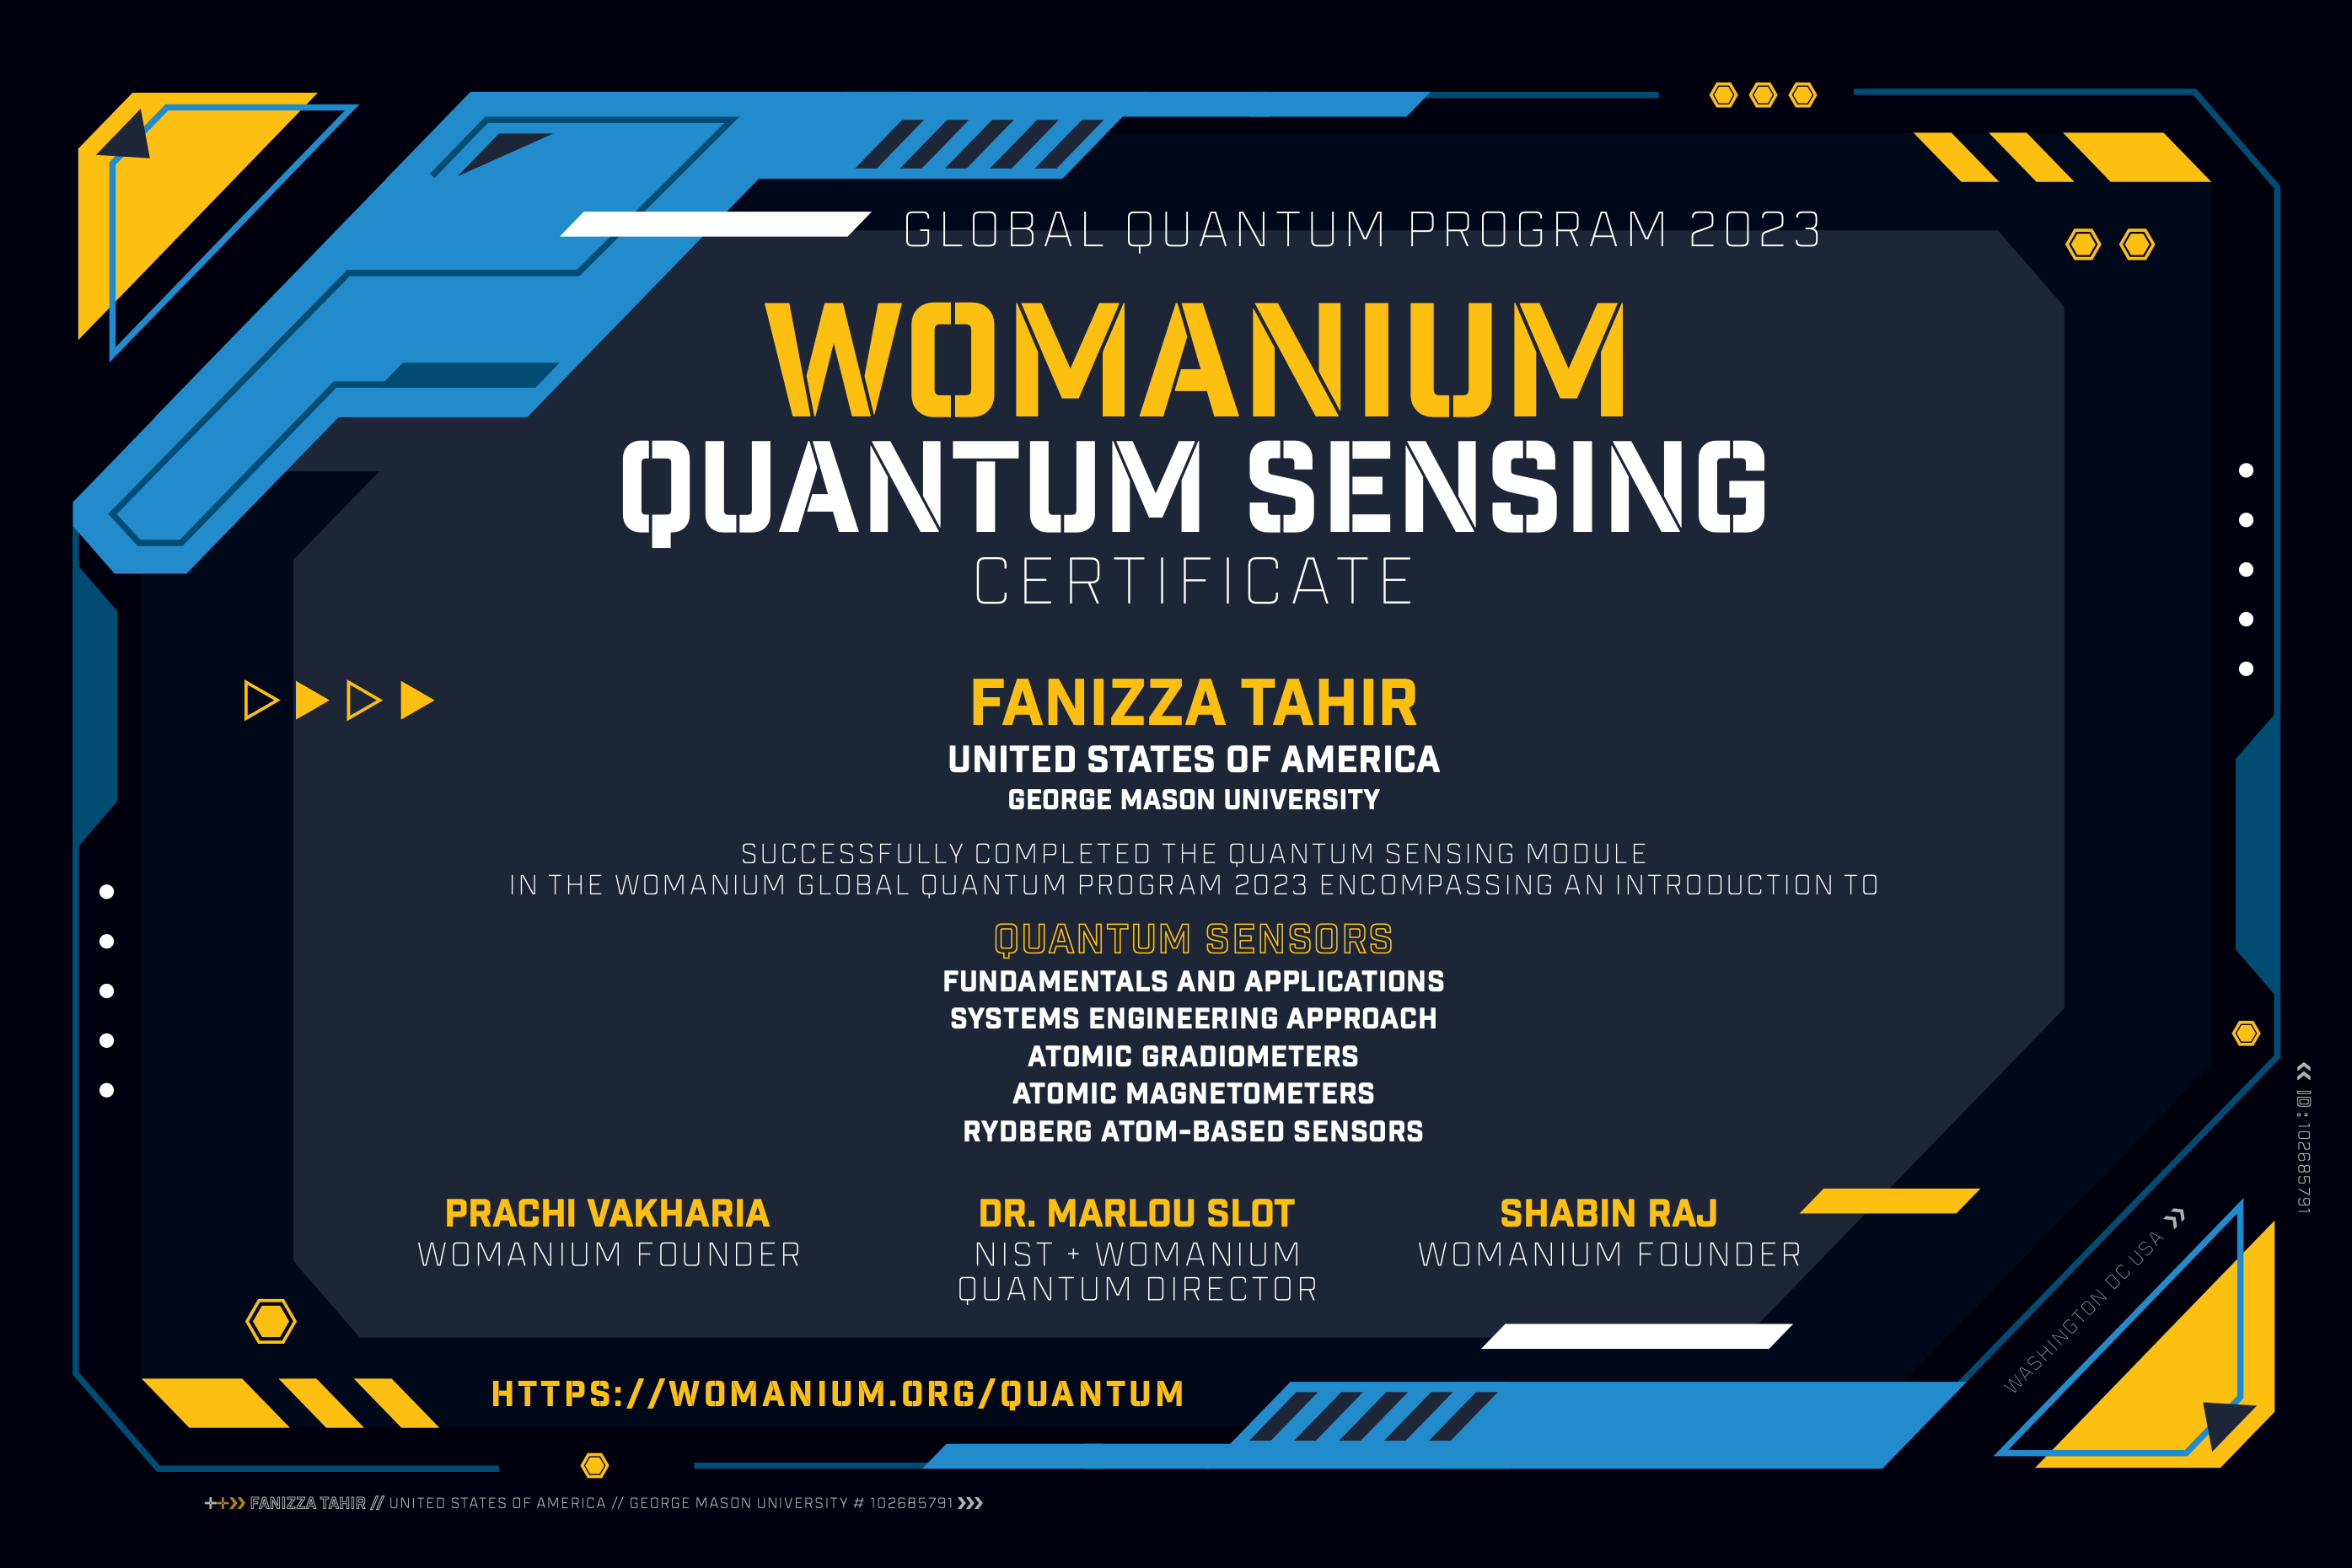 GLOBAL QUANTUM PROGRAM 2023
WOMANIUM
QUANTUM SENSING
CERTIFICATE
FANIZZA TAHIR
UNITED STATES OF AMERICA
GEORGE MASON UNIVERSITY
SUCCESSFULLY COMPLETED THE QUANTUM SENSING MODULE
IN THE WOMANIUM GLOBAL QUANTUM PROGRAM 2023 ENCOMPASSING AN INTRODUCTION TO
QUANTUM SENSORS
FUNDAMENTALS AND APPLICATIONS
SYSTEMS ENGINEERING APPROACH
ATOMIC GRADIOMETERS
ATOMIC MAGNETOMETERS
RYDBERG ATOM-BASED SENSORS
PRACHI VAKHARIA
WOMANIUM FOUNDER
DR. MARLOU SLOT
NIST + WOMANIUM
QUANTUM DIRECTOR
SHABIN RAJ
WOMANIUM FOUNDER
HTTPS://WOMANIUM.ORG/QUANTUM
WASHINGTON DC USA
ID: 102685791
FANIZZA TAHIR // UNITED STATES OF AMERICA // GEORGE MASON UNIVERSITY # 102685791